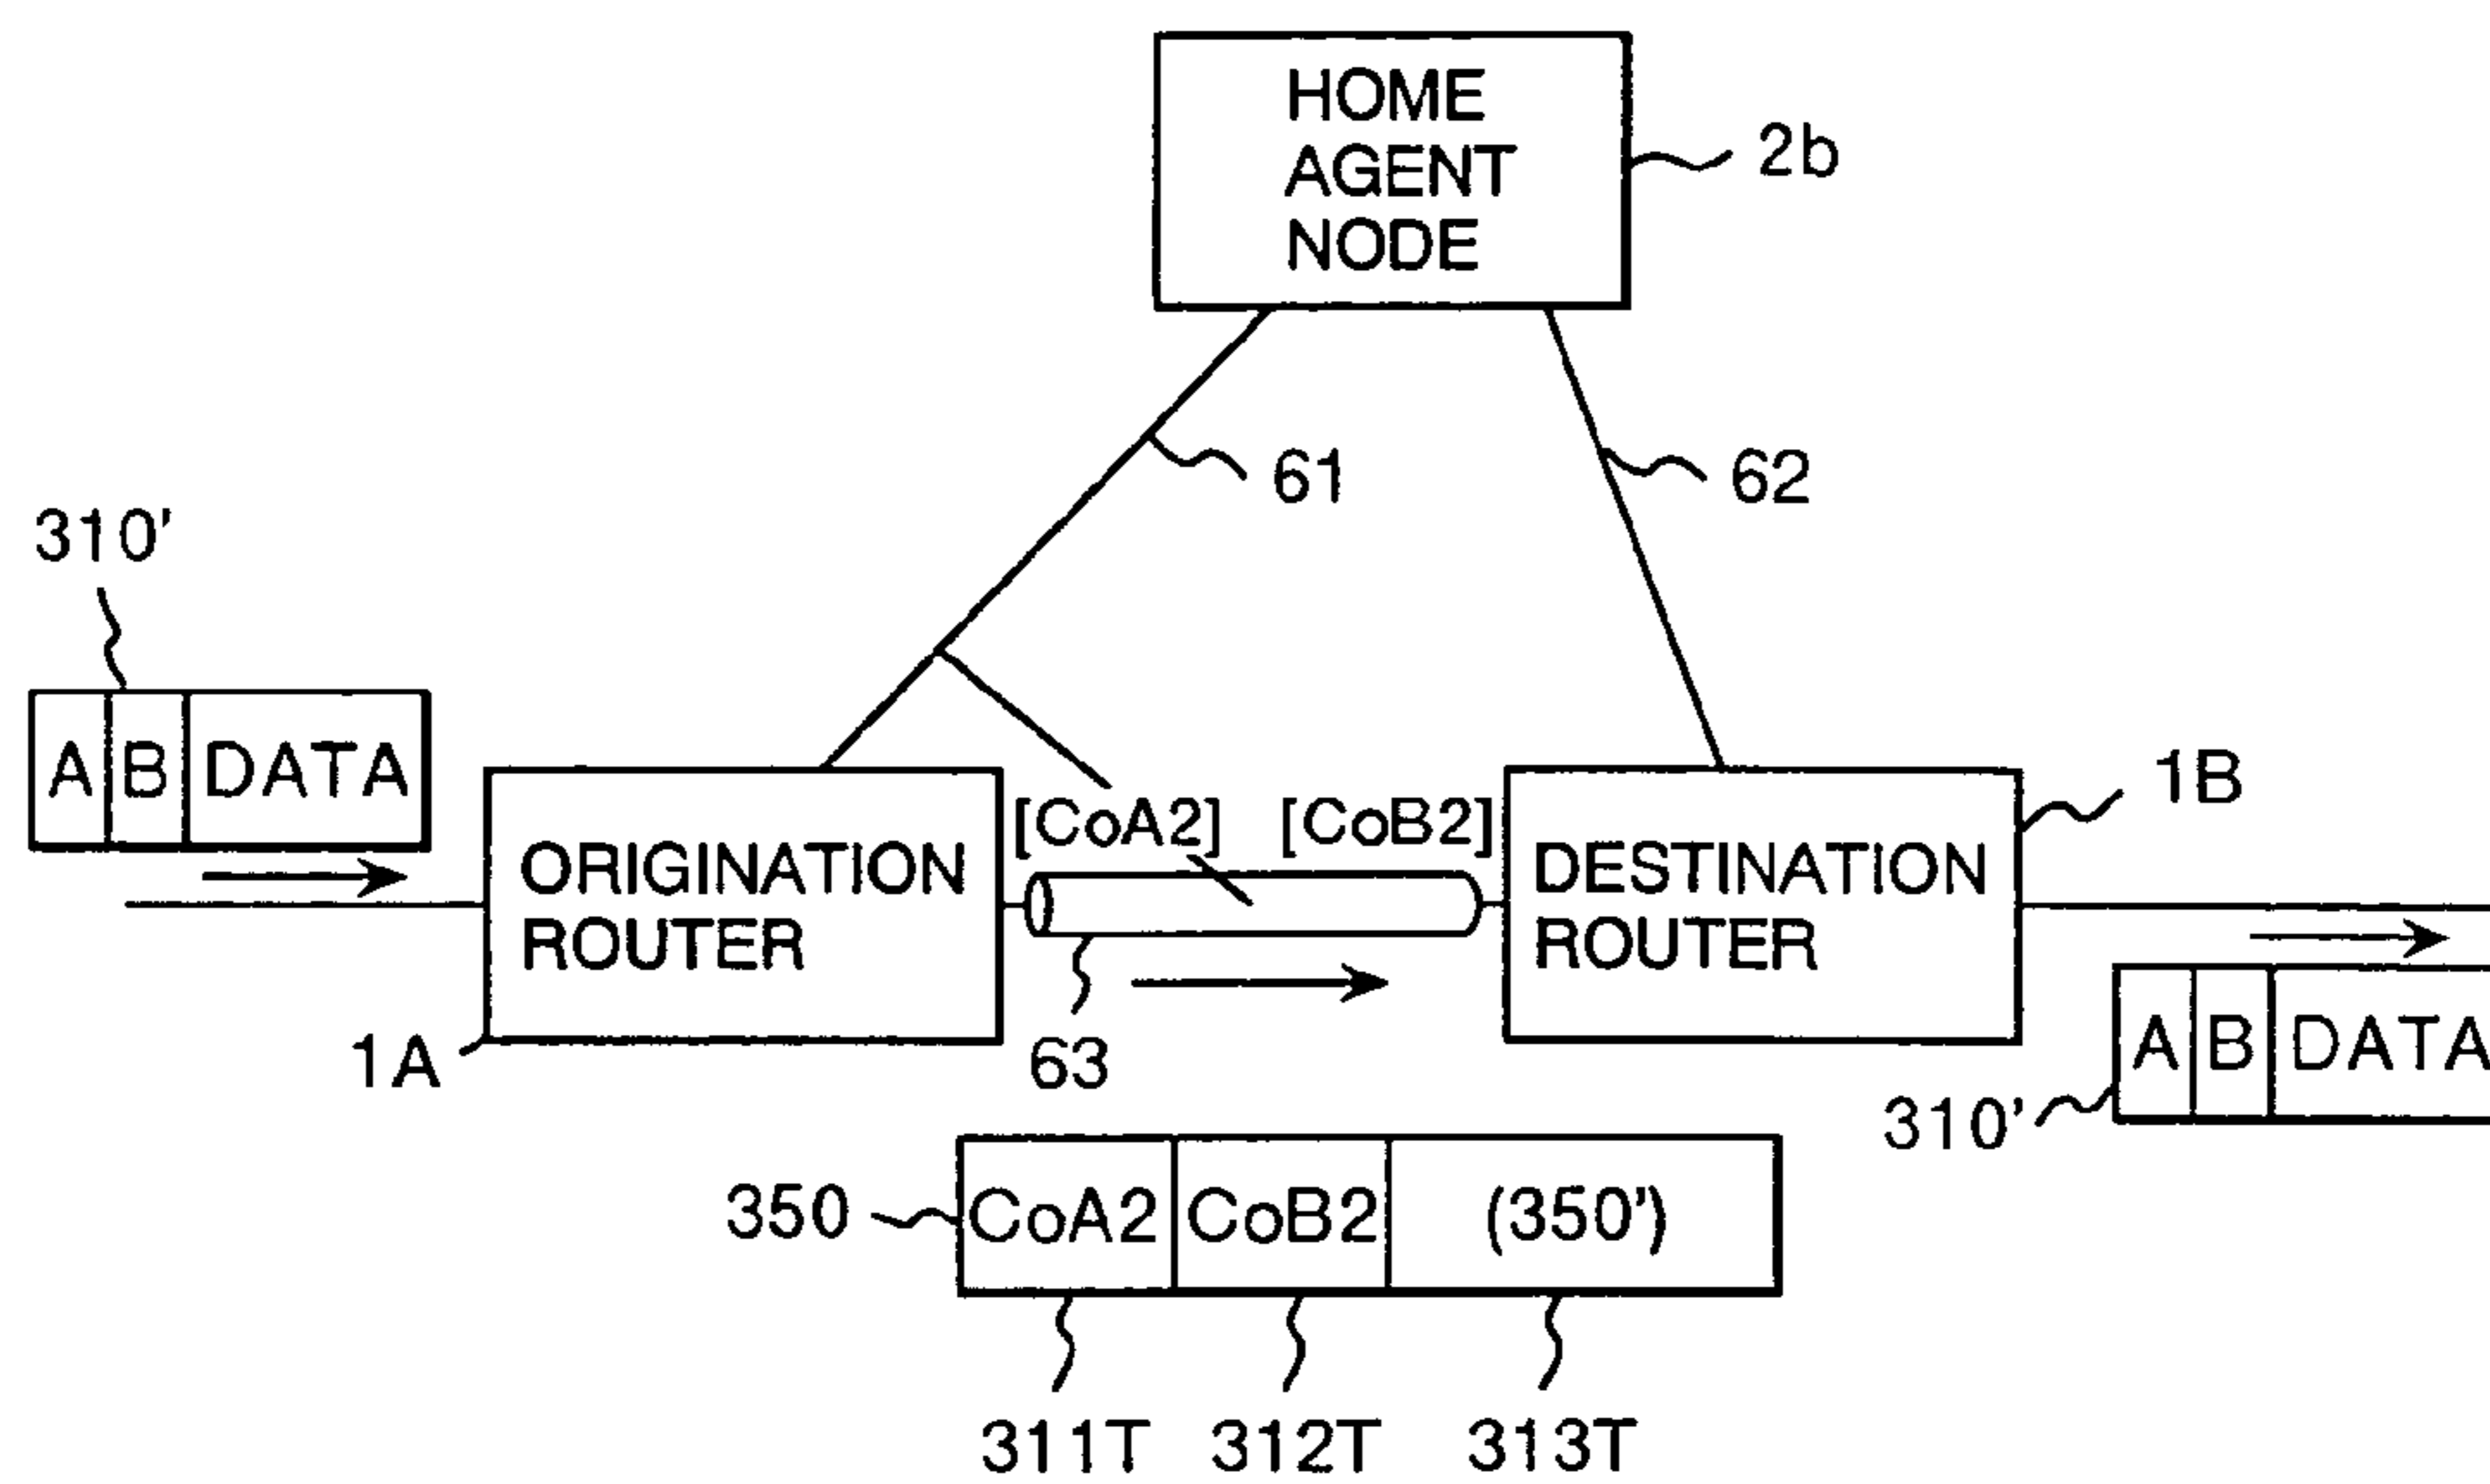 HOME
AGENT
NODE
2b
61
62
310'
A B DATA
[CoA2] [CoB2]
1B
ORIGINATION
ROUTER
DESTINATION
ROUTER
1A
63
A B DATA
310'
350
CoA2 CoB2 (350')
311T 312T 313T